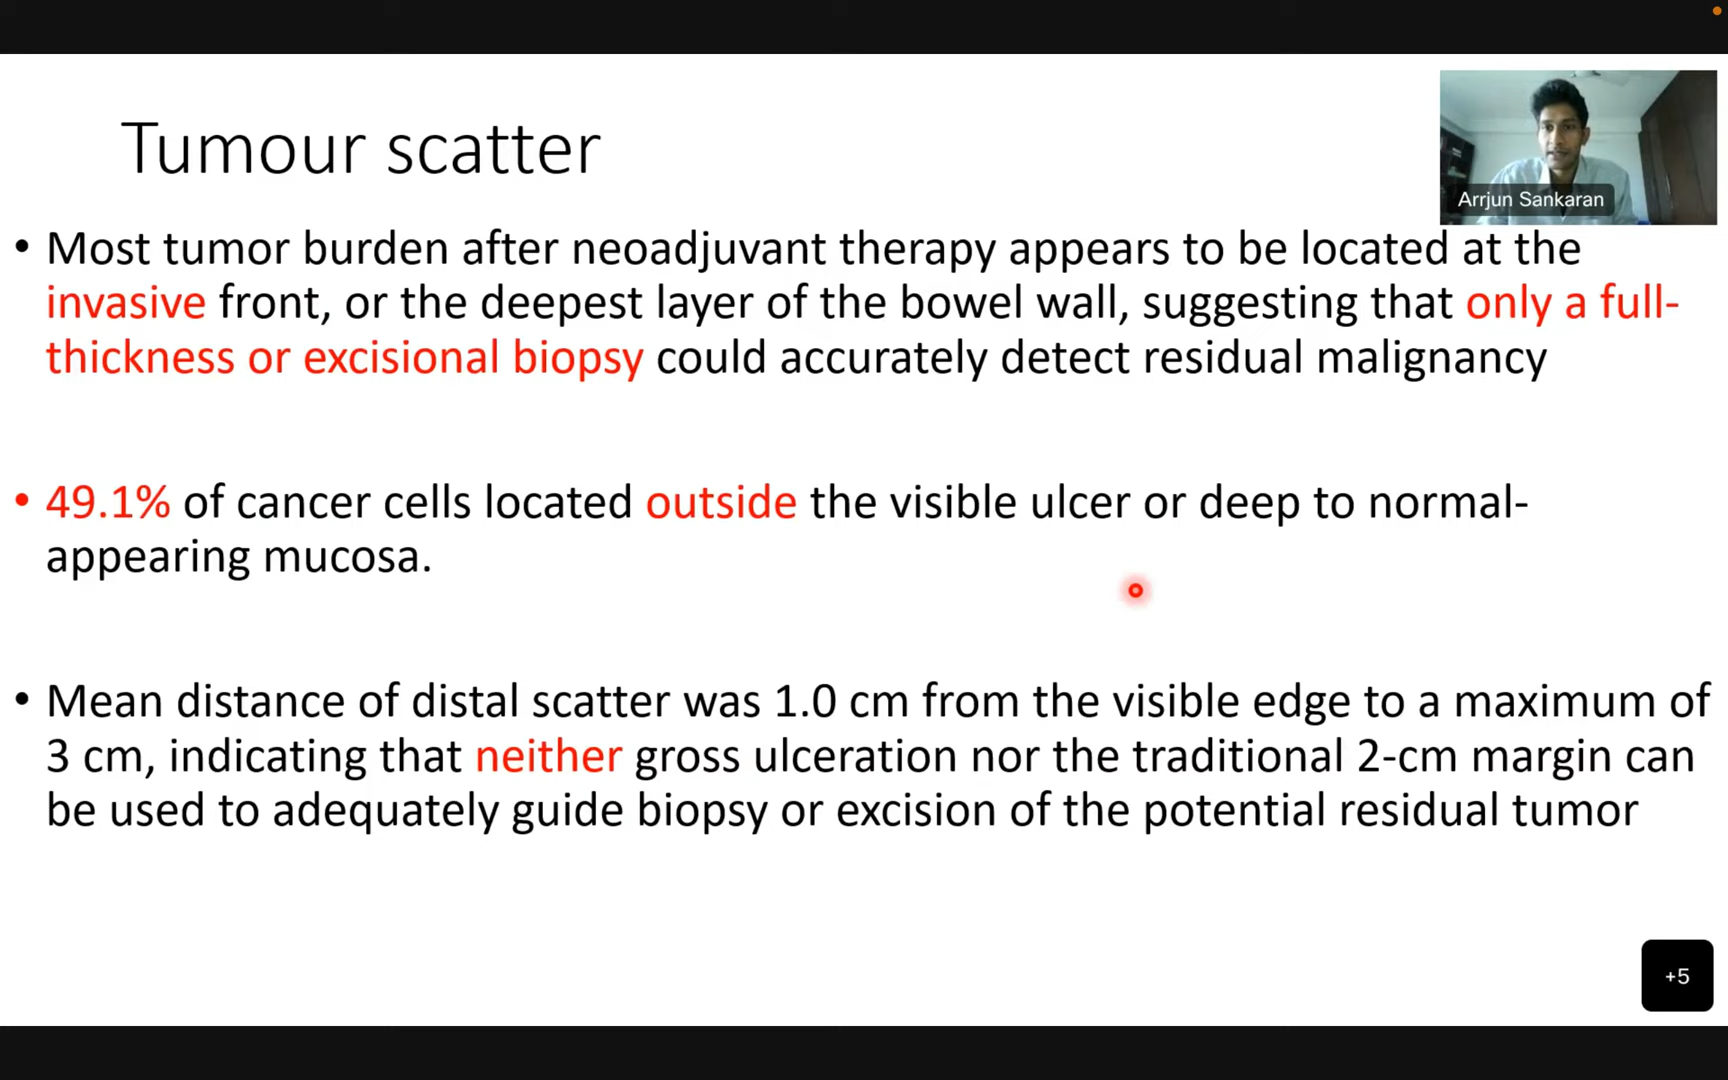 Tumour scatter
Arrjun Sankaran
• Most tumor burden after neoadjuvant therapy appears to be located at the
invasive front, or the deepest layer of the bowel wall, suggesting that only a full-
thickness or excisional biopsy could accurately detect residual malignancy
• 49.1% of cancer cells located outside the visible ulcer or deep to normal-
appearing mucosa.
• Mean distance of distal scatter was 1.0 cm from the visible edge to a maximum of
3 cm, indicating that neither gross ulceration nor the traditional 2-cm margin can
be used to adequately guide biopsy or excision of the potential residual tumor
+5